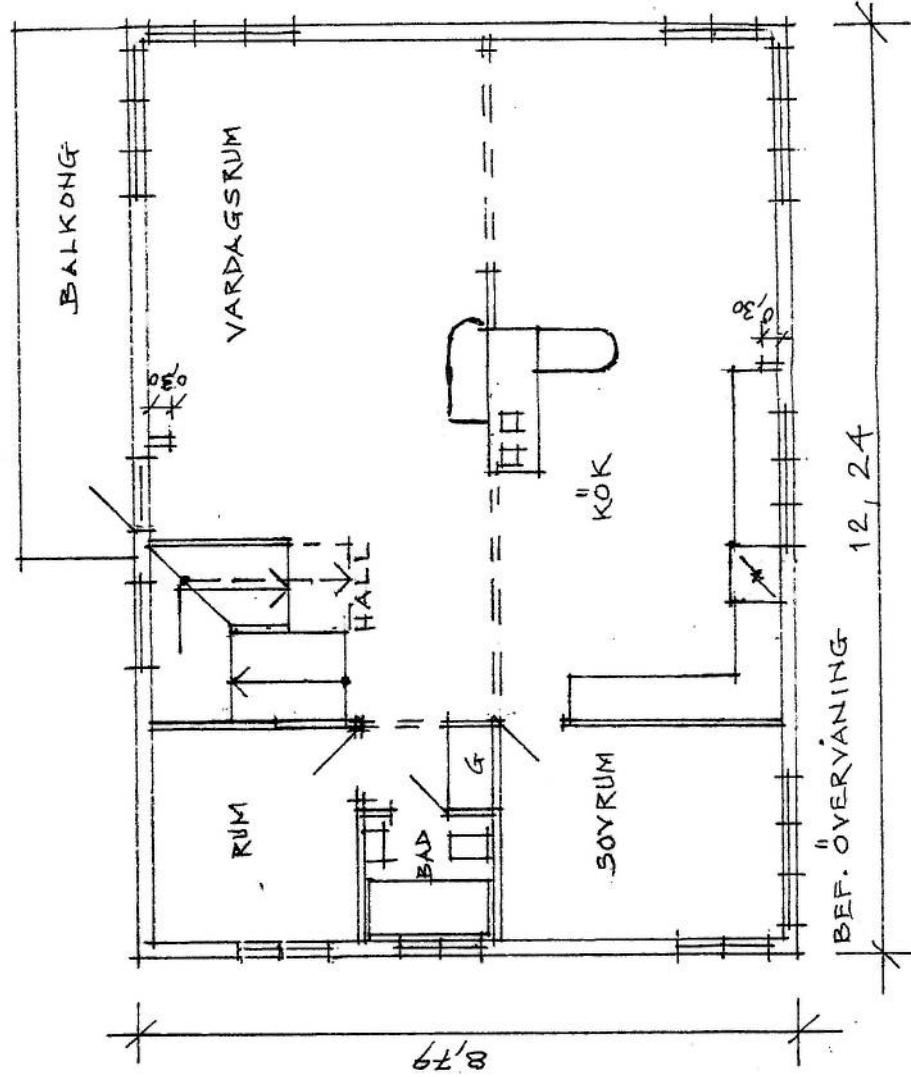 BALKONG
VARDAGSRUM
0,30
HALL
KÖK
0,30
RUM
BAD
G
SOVRUM
BEF. ÖVERVÅNING
12,24
8,79